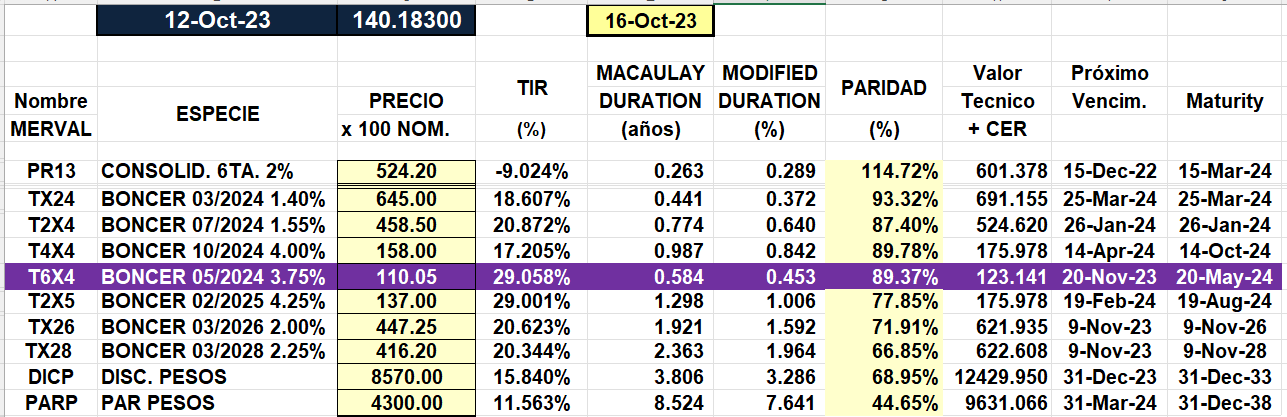 12-Oct-23 140.18300 16-Oct-23
MACAULAY MODIFIED Valor Próximo
TIR PARIDAD
Nombre PRECIO DURATION DURATION Tecnico Vencim. Maturity
ESPECIE
MERVAL x 100 NOM. (%) (años) (%) (%) + CER
PR13 CONSOLID. 6TA. 2% 524.20 -9.024% 0.263 0.289 114.72% 601.378 15-Dec-22 15-Mar-24
TX24 BONCER 03/2024 1.40% 645.00 18.607% 0.441 0.372 93.32% 691.155 25-Mar-24 25-Mar-24
T2X4 BONCER 07/2024 1.55% 458.50 20.872% 0.774 0.640 87.40% 524.620 26-Jan-24 26-Jan-24
T4X4 BONCER 10/2024 4.00% 158.00 17.205% 0.987 0.842 89.78% 175.978 14-Apr-24 14-Oct-24
T6X4 BONCER 05/2024 3.75% 110.05 29.058% 0.584 0.453 89.37% 123.141 20-Nov-23 20-May-24
T2X5 BONCER 02/2025 4.25% 137.00 29.001% 1.298 1.006 77.85% 175.978 19-Feb-24 19-Aug-24
TX26 BONCER 03/2026 2.00% 447.25 20.623% 1.921 1.592 71.91% 621.935 9-Nov-23 9-Nov-26
TX28 BONCER 03/2028 2.25% 416.20 20.344% 2.363 1.964 66.85% 622.608 9-Nov-23 9-Nov-28
DICP DISC. PESOS 8570.00 15.840% 3.806 3.286 68.95% 12429.950 31-Dec-23 31-Dec-33
PARP PAR PESOS 4300.00 11.563% 8.524 7.641 44.65% 9631.066 31-Mar-24 31-Dec-38